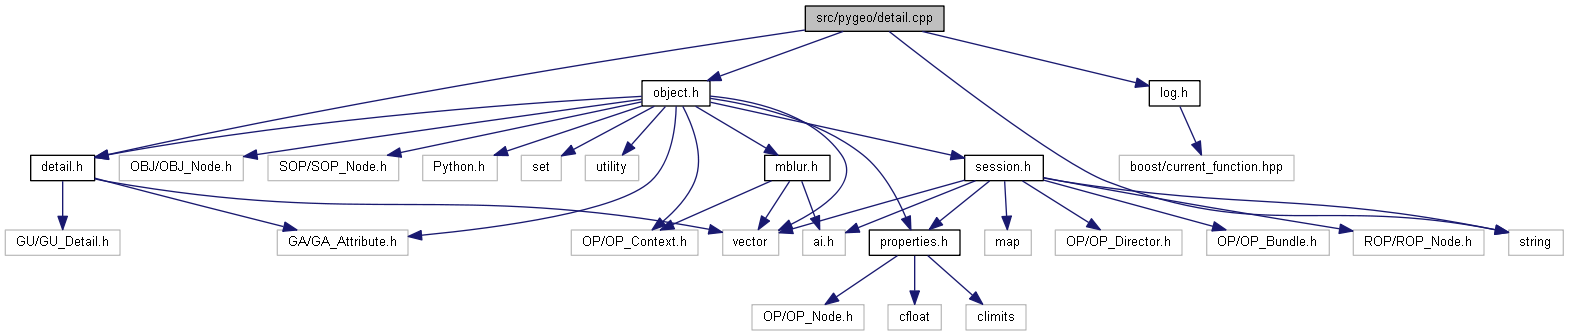 src/pygeo/detail.cpp
object.h
log.h
detail.h
OBJ/OBJ_Node.h
SOP/SOP_Node.h
Python.h
set
utility
mblur.h
session.h
boost/current_function.hpp
GU/GU_Detail.h
GA/GA_Attribute.h
OP/OP_Context.h
vector
ai.h
properties.h
map
OP/OP_Director.h
OP/OP_Bundle.h
ROP/ROP_Node.h
string
OP/OP_Node.h
cfloat
climits